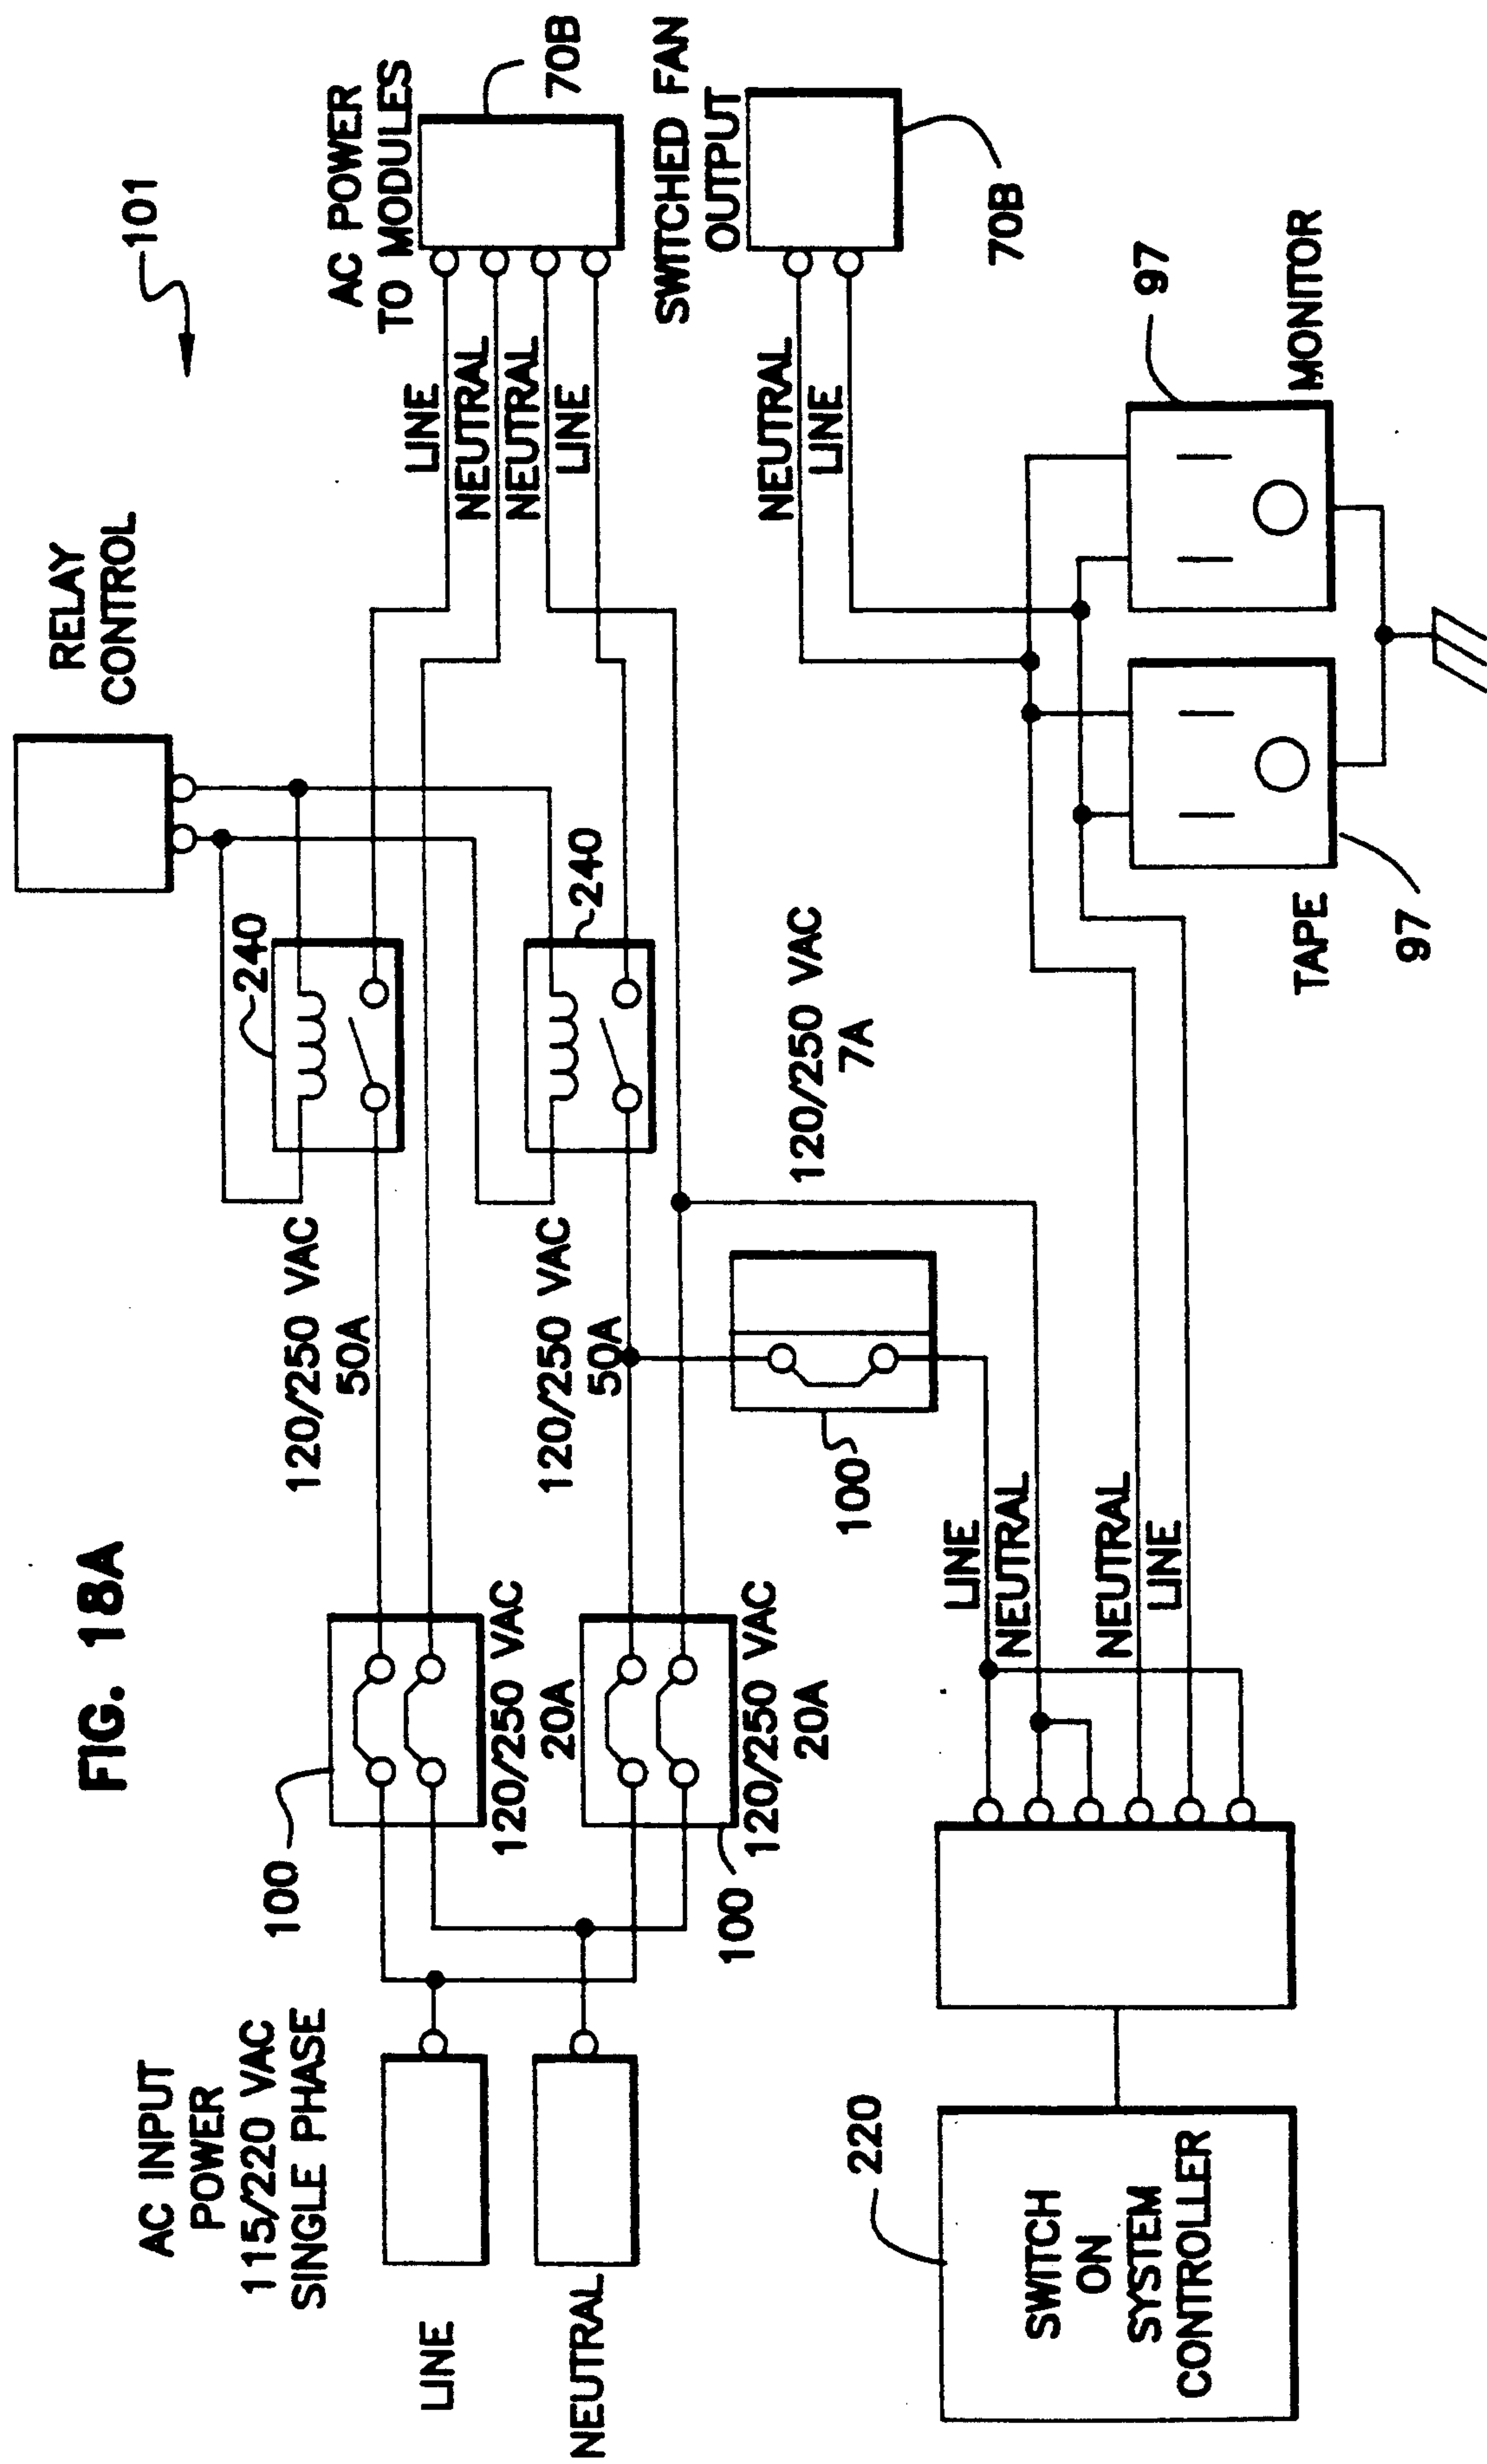 FIG. 18A
101
RELAY
CONTROL
AC INPUT
POWER
115/220 VAC
SINGLE PHASE
LINE
NEUTRAL
100
120/250 VAC
20A
100
120/250 VAC
20A
120/250 VAC
50A
120/250 VAC
50A
240
240
LINE
NEUTRAL
NEUTRAL
LINE
AC POWER
TO MODULES
70B
SWITCHED FAN
OUTPUT
70B
NEUTRAL
LINE
120/250 VAC
7A
100
LINE
NEUTRAL
NEUTRAL
LINE
220
SWITCH
ON
SYSTEM
CONTROLLER
TAPE
97
97
MONITOR